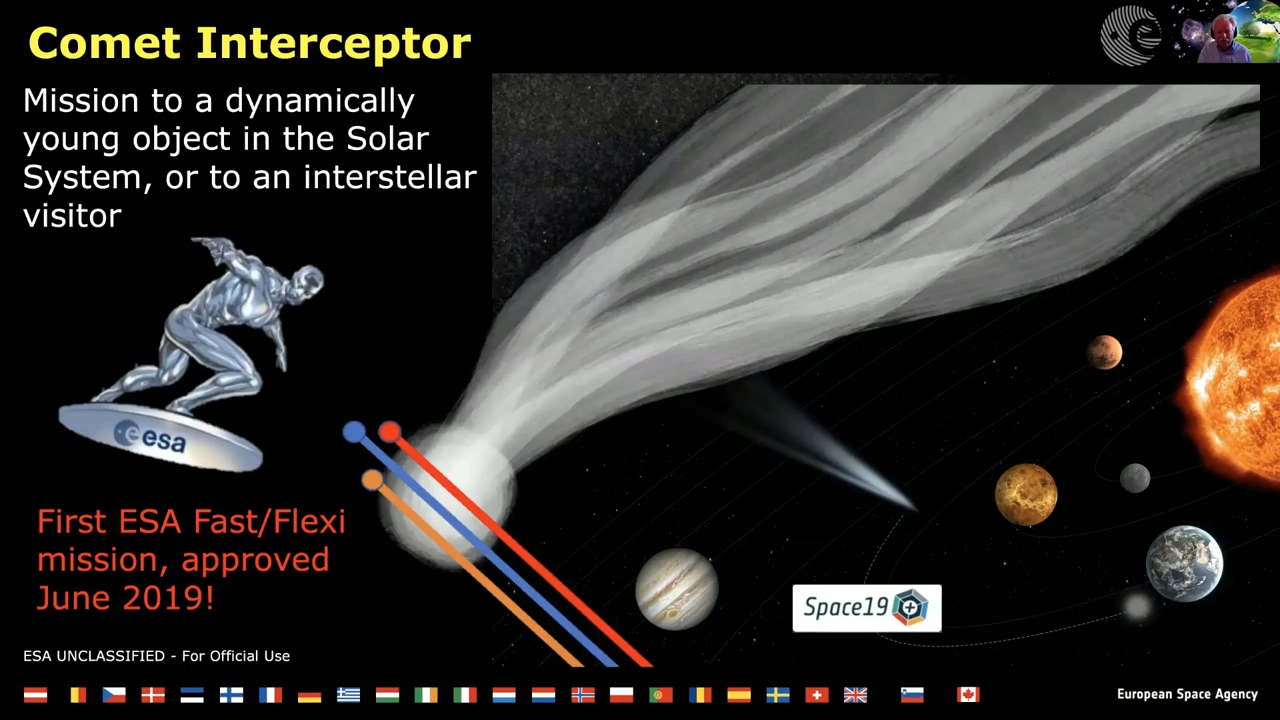 Comet Interceptor
Mission to a dynamically
young object in the Solar
System, or to an interstellar
visitor
esa
First ESA Fast/Flexi
mission, approved
June 2019!
Space19
ESA UNCLASSIFIED - For Official Use
European Space Agency